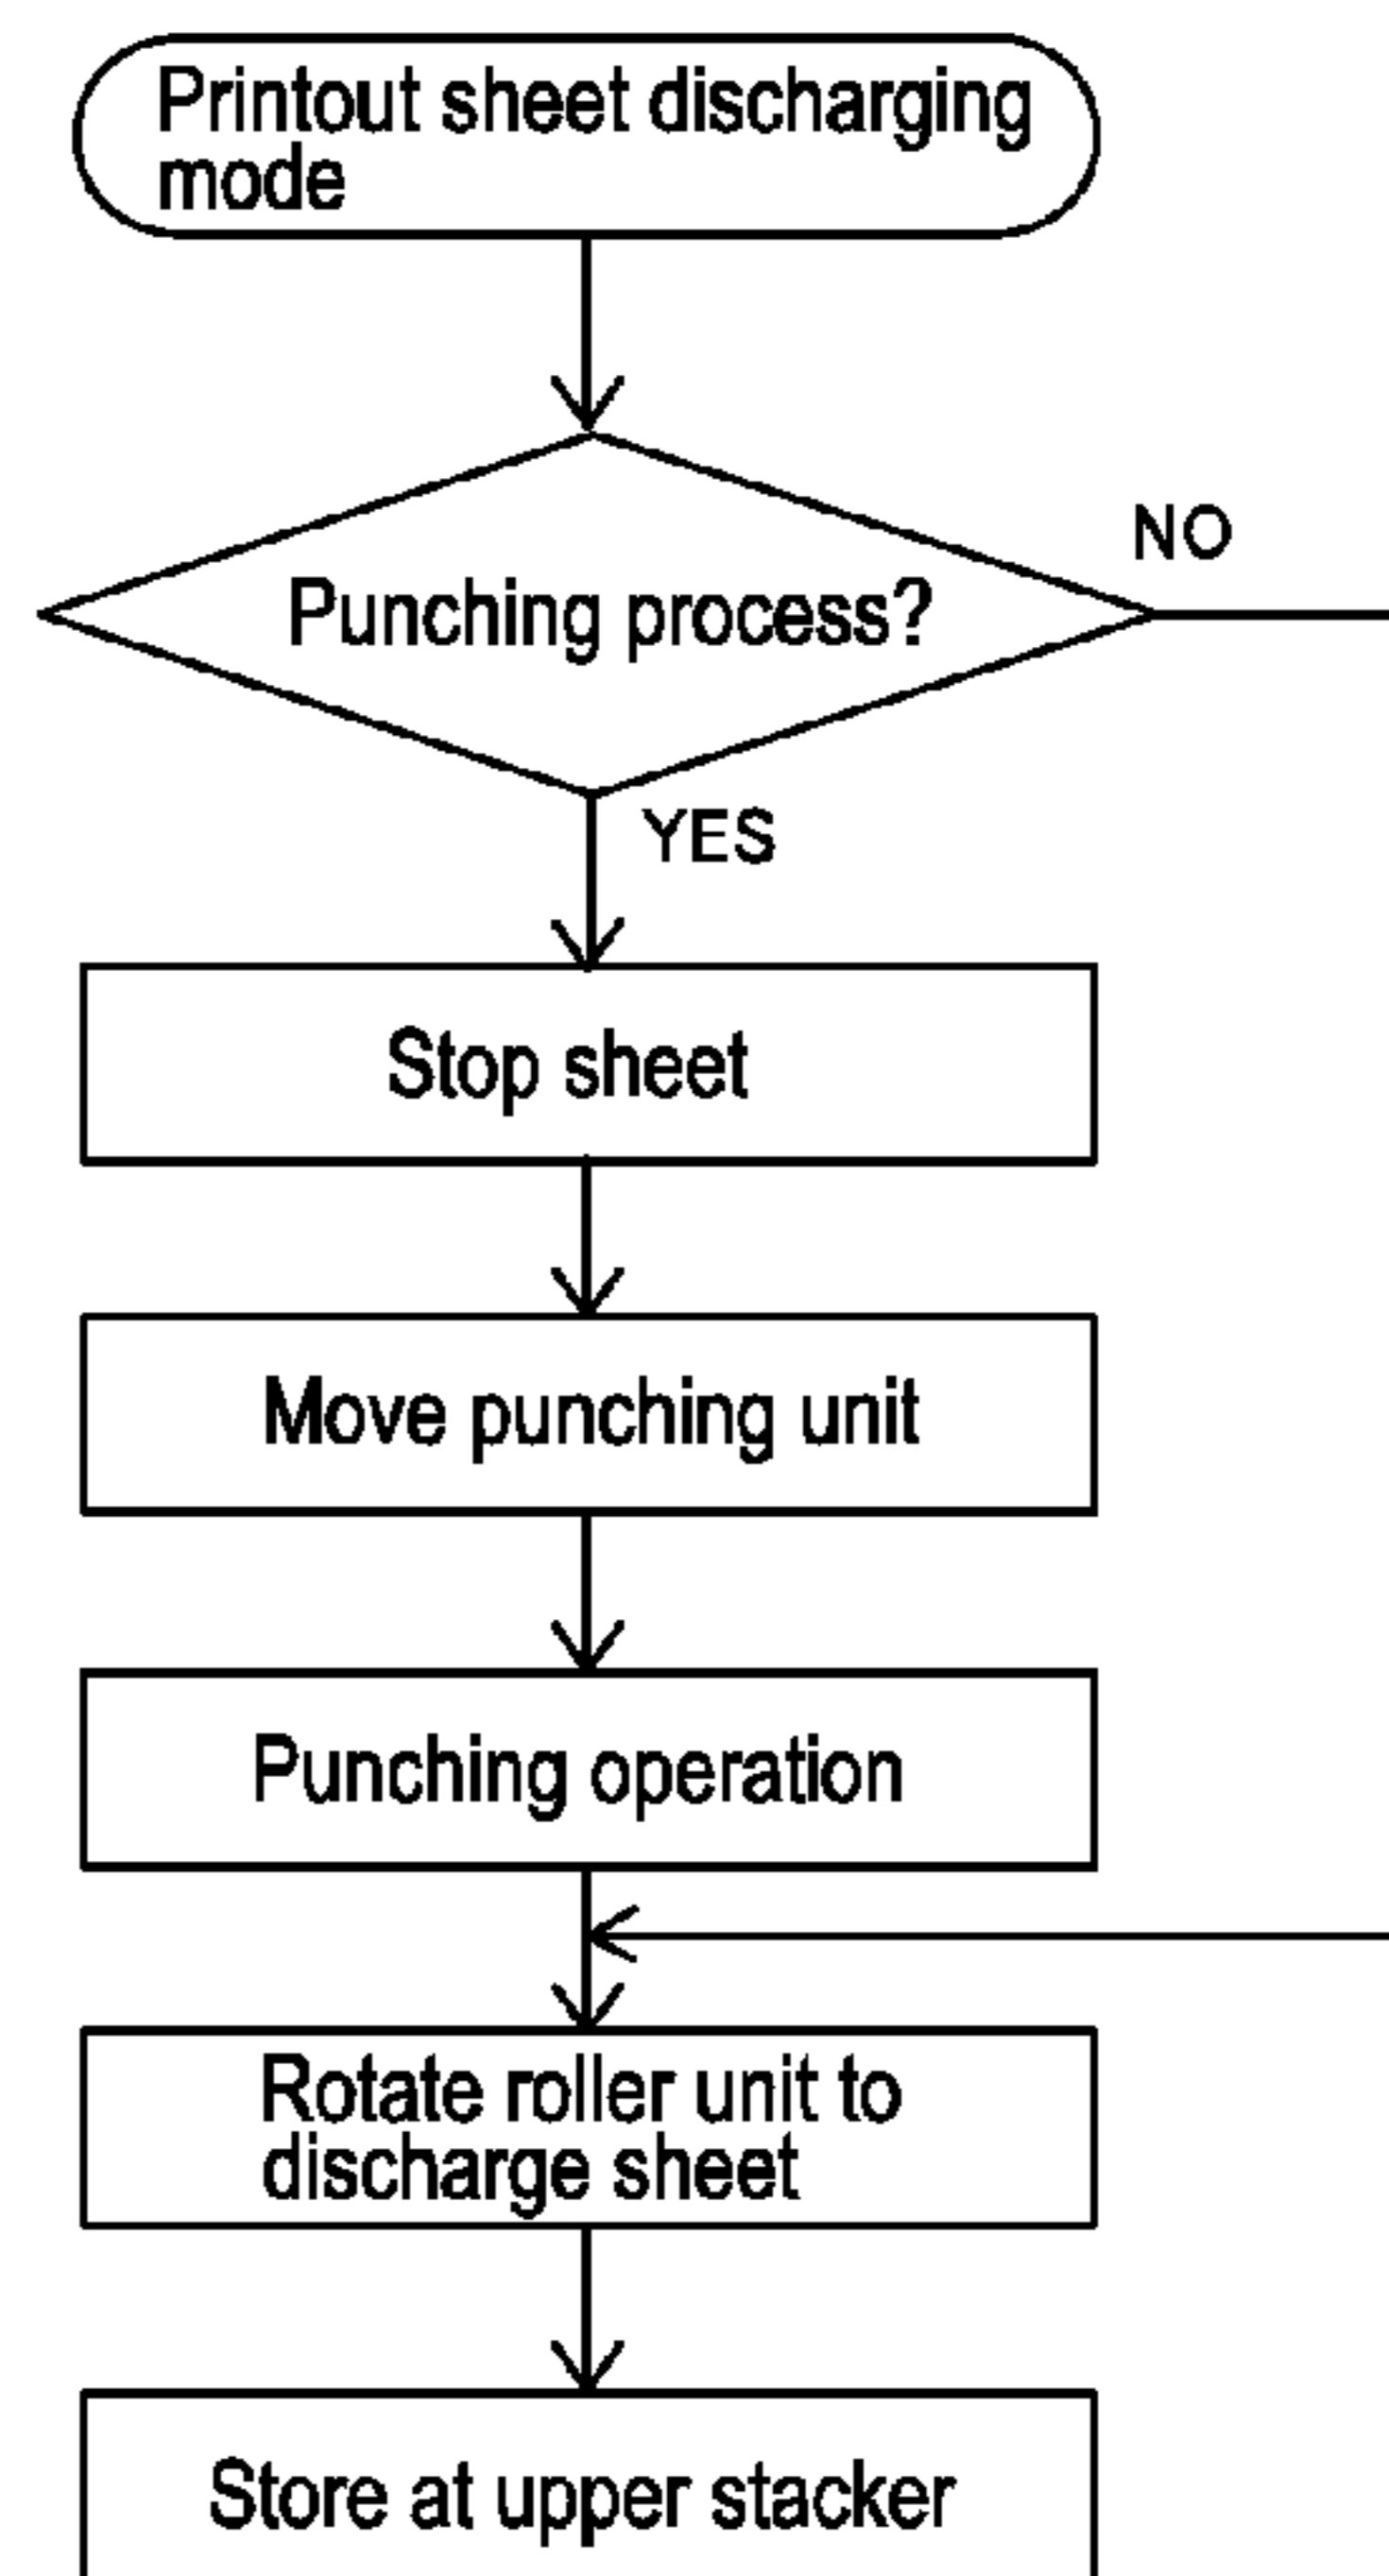 Printout sheet discharging
mode
Punching process?
NO
YES
Stop sheet
Move punching unit
Punching operation
Rotate roller unit to
discharge sheet
Store at upper stacker